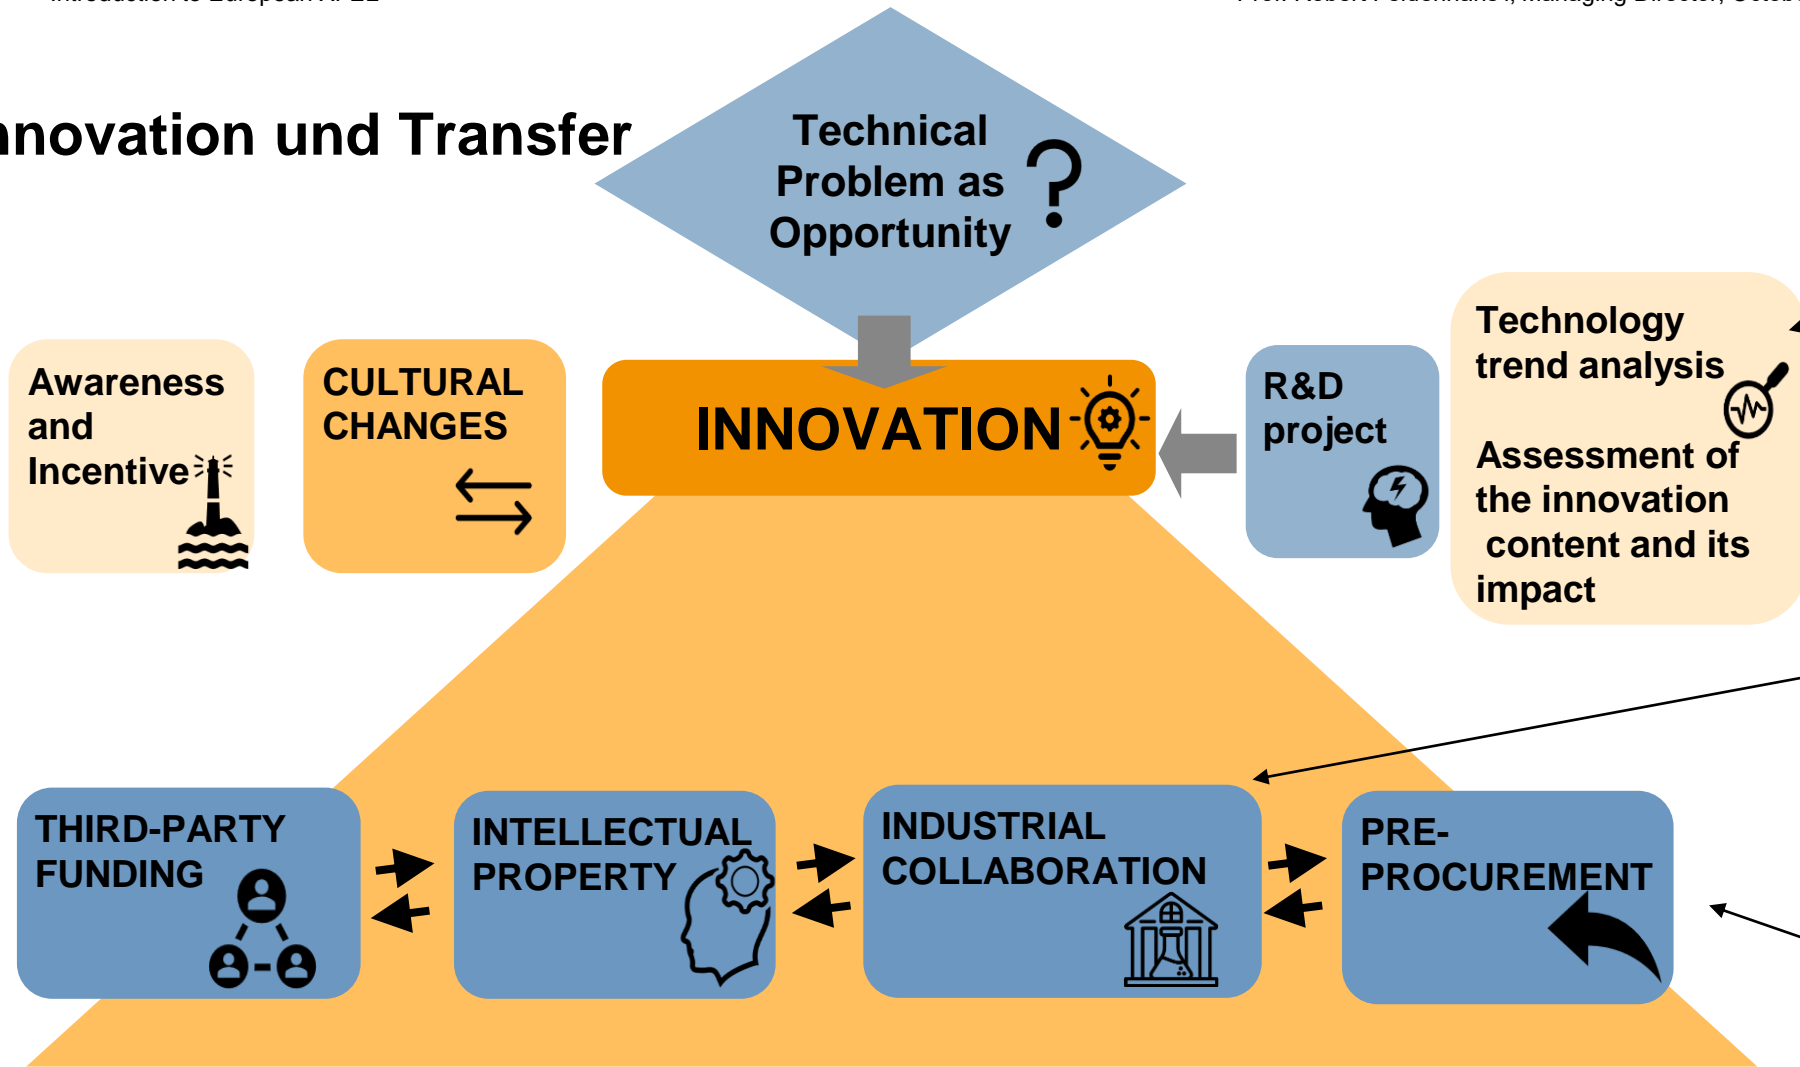 Innovation und Transfer
Technical
Problem as
Opportunity
Awareness
and
Incentive
CULTURAL
CHANGES
INNOVATION
R&D
project
Technology
trend analysis
Assessment of
the innovation
content and its
impact
THIRD-PARTY
FUNDING
INTELLECTUAL
PROPERTY
INDUSTRIAL
COLLABORATION
PRE-
PROCUREMENT